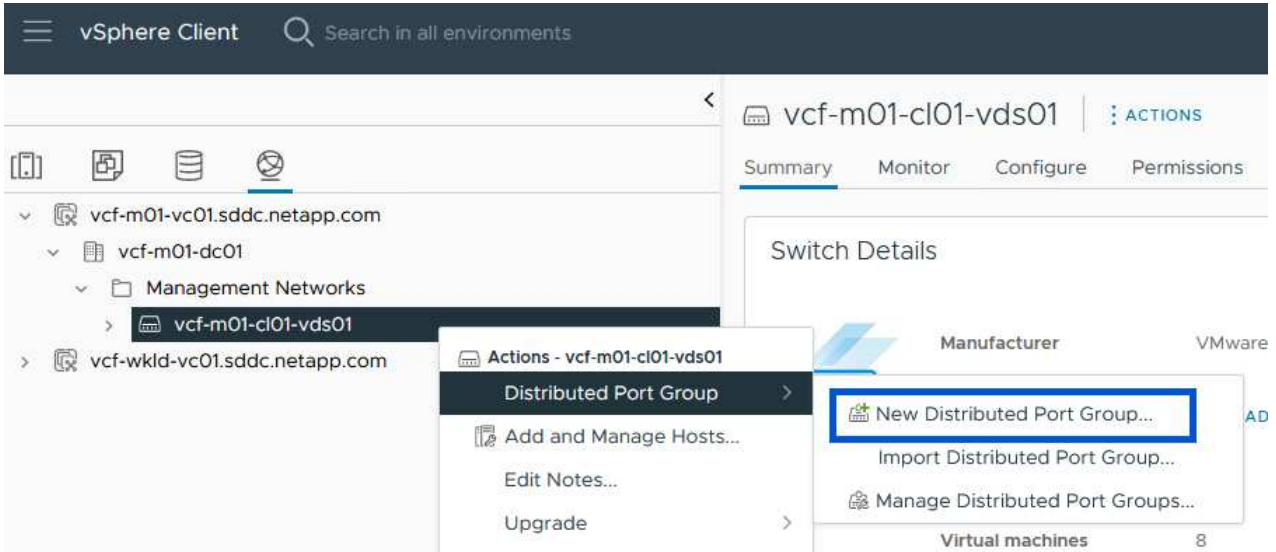 vSphere Client
Search in all environments
vcf-m01-cl01-vds01
ACTIONS
Summary Monitor Configure Permissions
vcf-m01-vc01.sddc.netapp.com
vcf-m01-dc01
Management Networks
vcf-m01-cl01-vds01
vcf-wkld-vc01.sddc.netapp.com
Switch Details
Manufacturer VMware
Actions - vcf-m01-cl01-vds01
Distributed Port Group
Add and Manage Hosts...
Edit Notes...
Upgrade
New Distributed Port Group...
AD
Import Distributed Port Group...
Manage Distributed Port Groups...
Virtual machines 8